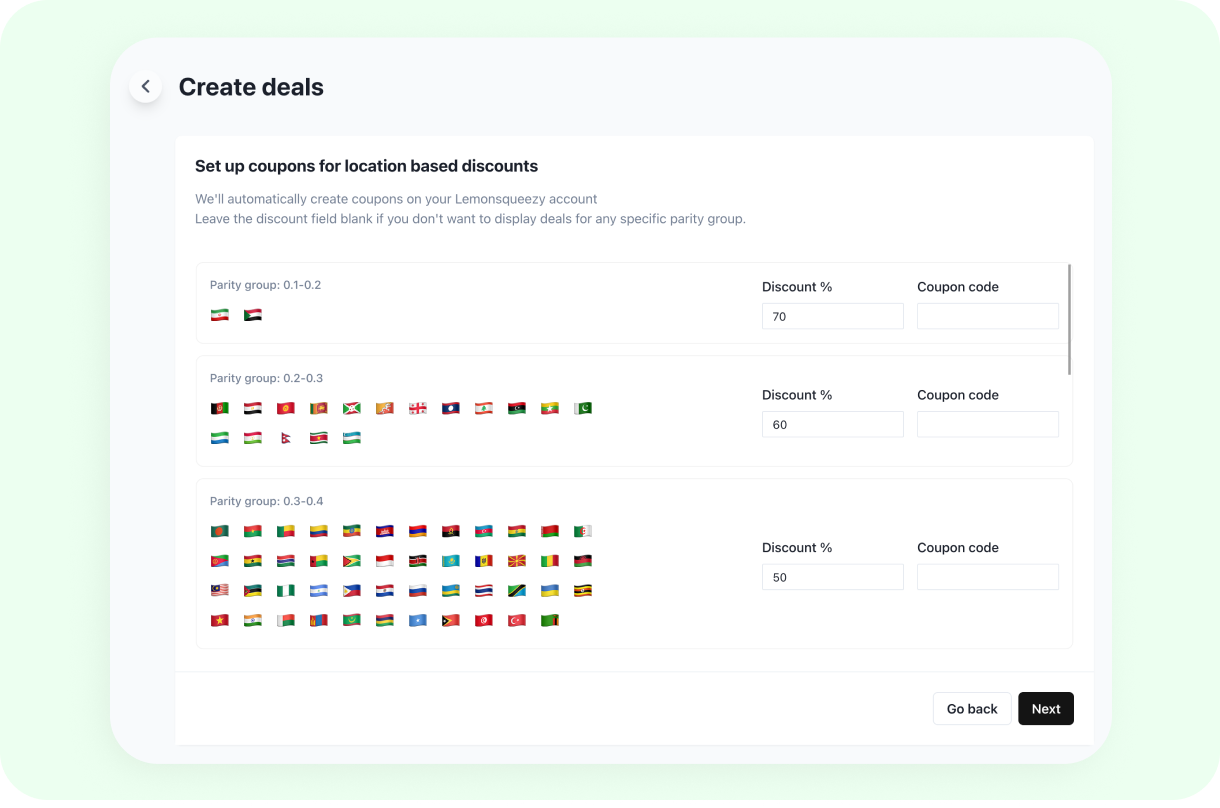 Create deals
Set up coupons for location based discounts
We'll automatically create coupons on your Lemonsqueezy account
Leave the discount field blank if you don't want to display deals for any specific parity group.
Parity group: 0.1-0.2
Discount %
Coupon code
70
Parity group: 0.2-0.3
Discount %
Coupon code
60
Parity group: 0.3-0.4
Discount %
Coupon code
50
Go back
Next